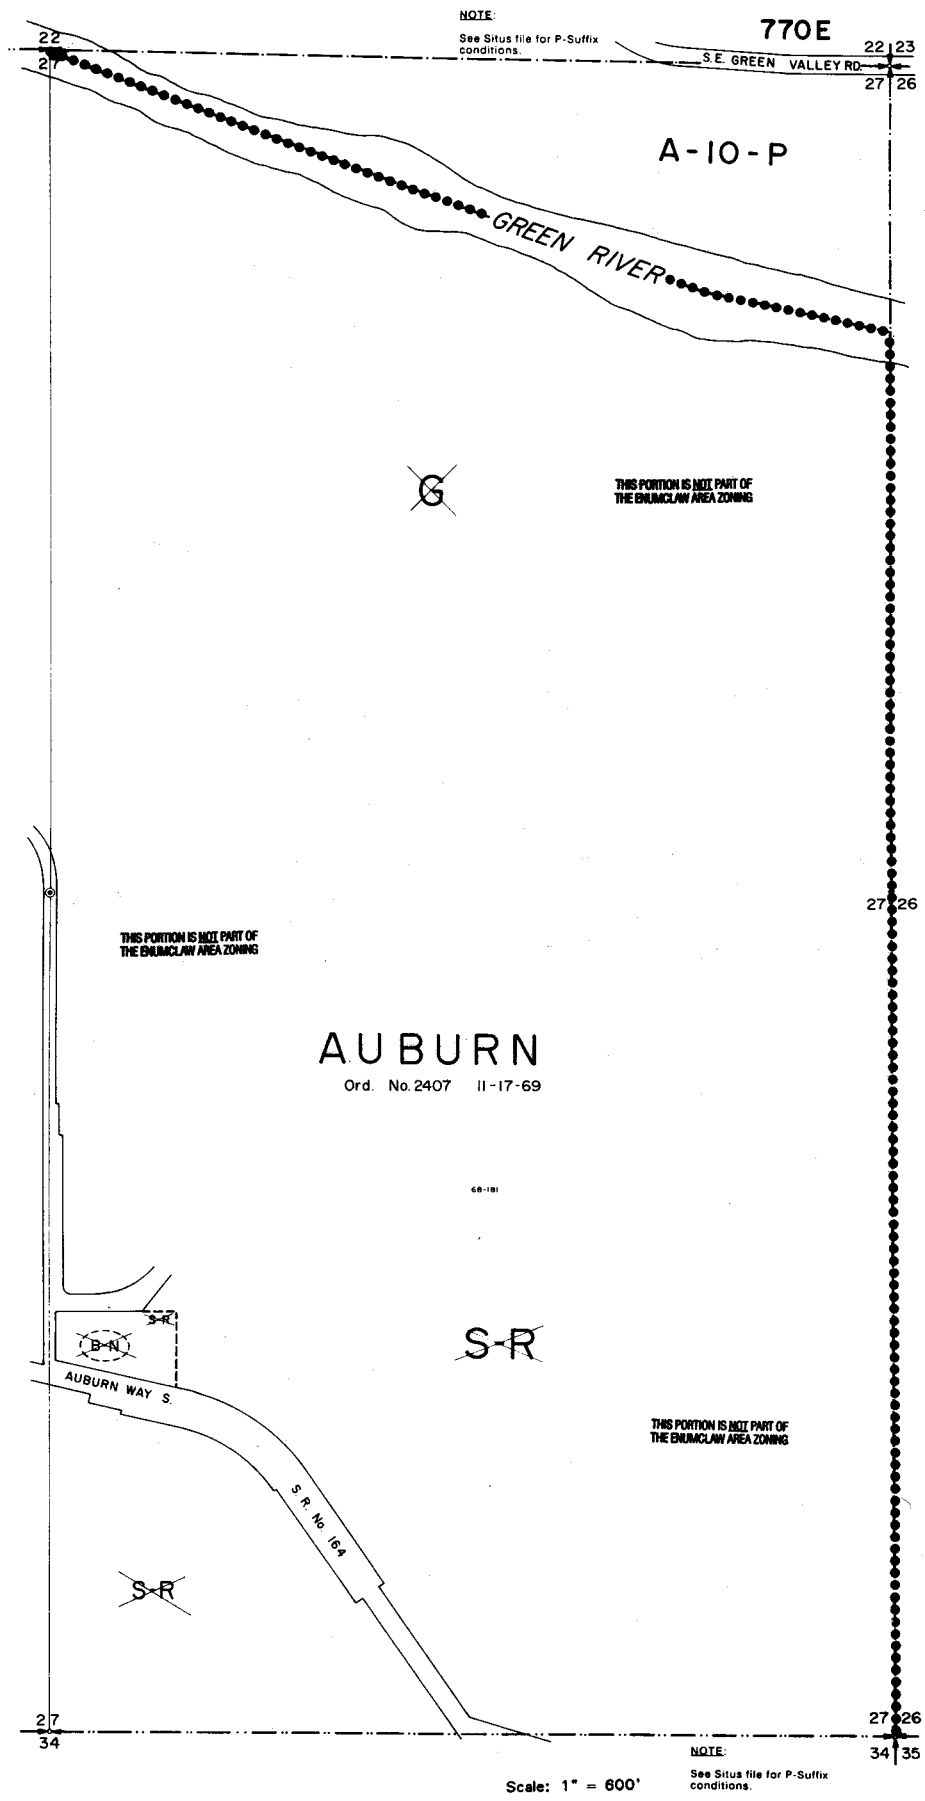 NOTE:
See Situs file for P-Suffix
conditions.
770E
22
27
22 23
S.E. GREEN VALLEY RD.
27 26
A-10-P
GREEN RIVER
G
THIS PORTION IS NOT PART OF
THE ENUMCLAW AREA ZONING
27 26
THIS PORTION IS NOT PART OF
THE ENUMCLAW AREA ZONING
AUBURN
Ord. No. 2407 11-17-69
68-181
S-R
B-N
S-R
AUBURN WAY S.
THIS PORTION IS NOT PART OF
THE ENUMCLAW AREA ZONING
S.R. No. 164
S-R
27
34
27 26
34 35
NOTE:
See Situs file for P-Suffix
conditions.
Scale: 1" = 600'